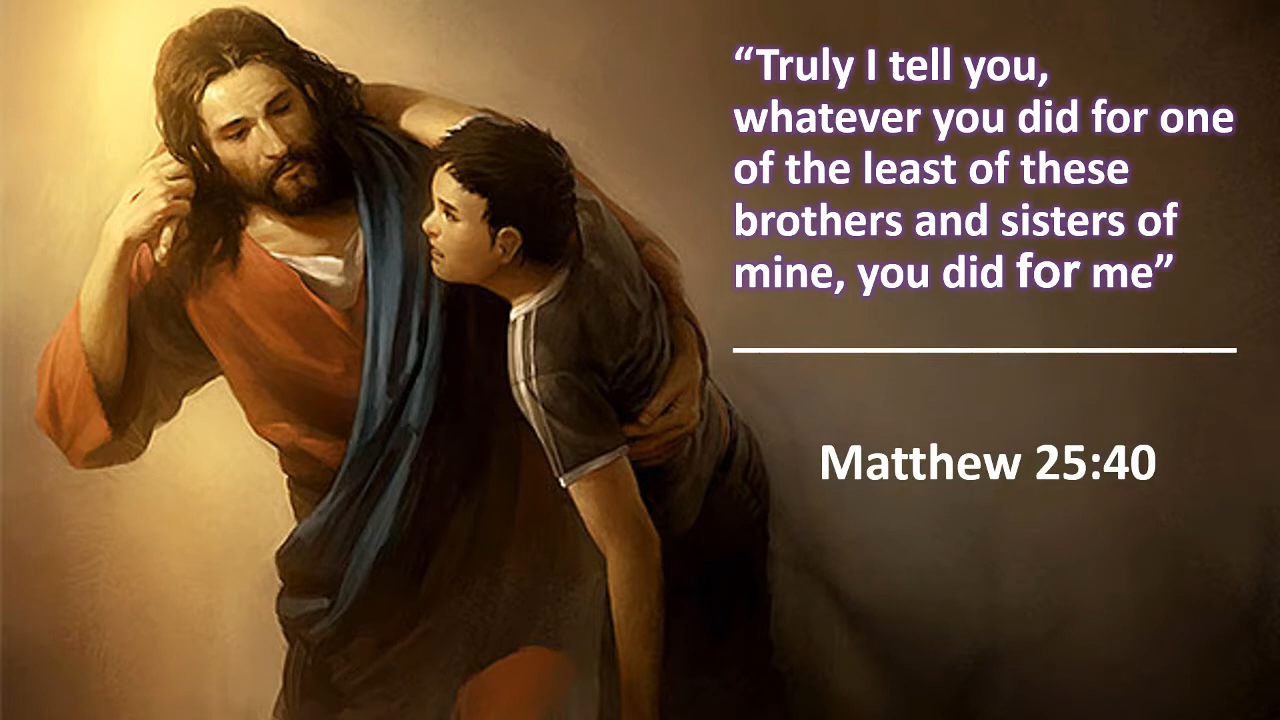 “Truly I tell you,
whatever you did for one
of the least of these
brothers and sisters of
mine, you did for me”
Matthew 25:40